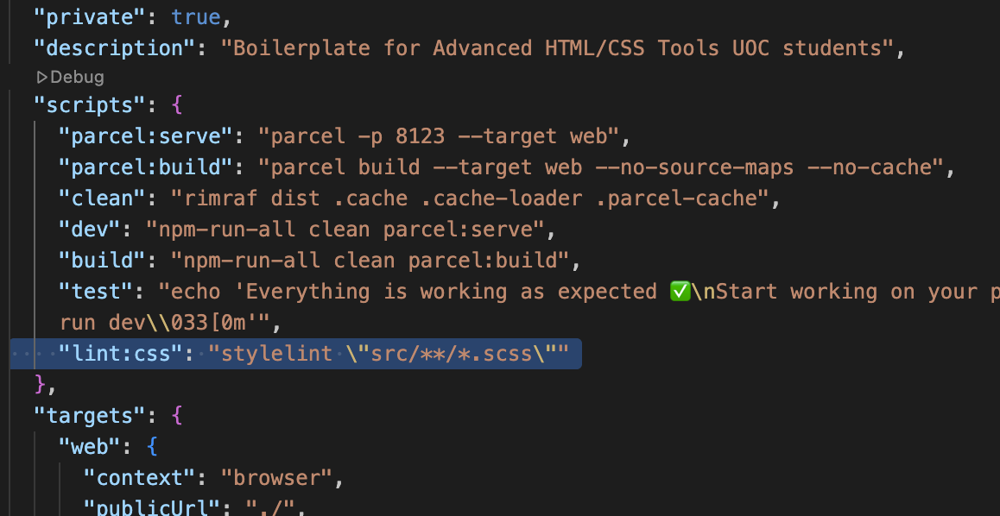 "private": true,
"description": "Boilerplate for Advanced HTML/CSS Tools UOC students",
Debug
"scripts": {
"parcel:serve": "parcel -p 8123 --target web",
"parcel:build": "parcel build --target web --no-source-maps --no-cache",
"clean": "rimraf dist .cache .cache-loader .parcel-cache",
"dev": "npm-run-all clean parcel:serve",
"build": "npm-run-all clean parcel:build",
"test": "echo 'Everything is working as expected ✅\nStart working on your
run dev\\033[0m'",
"lint:css": "stylelint \"src/**/*.scss\""
},
"targets": {
"web": {
"context": "browser",
"publicUrl": "./",